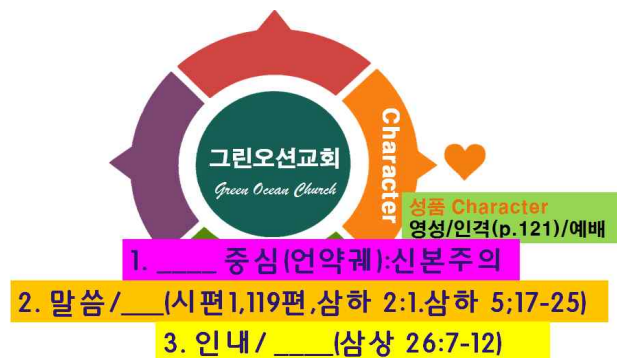 그린오션교회
Green Ocean Church
Character
성품 Character
영성/인격(p.121)/예배
1. ____ 중심(언약궤):신본주의
2. 말씀/___(시편1,119편,삼하 2:1.삼하 5;17-25)
3. 인내/ ____(삼상 26:7-12)